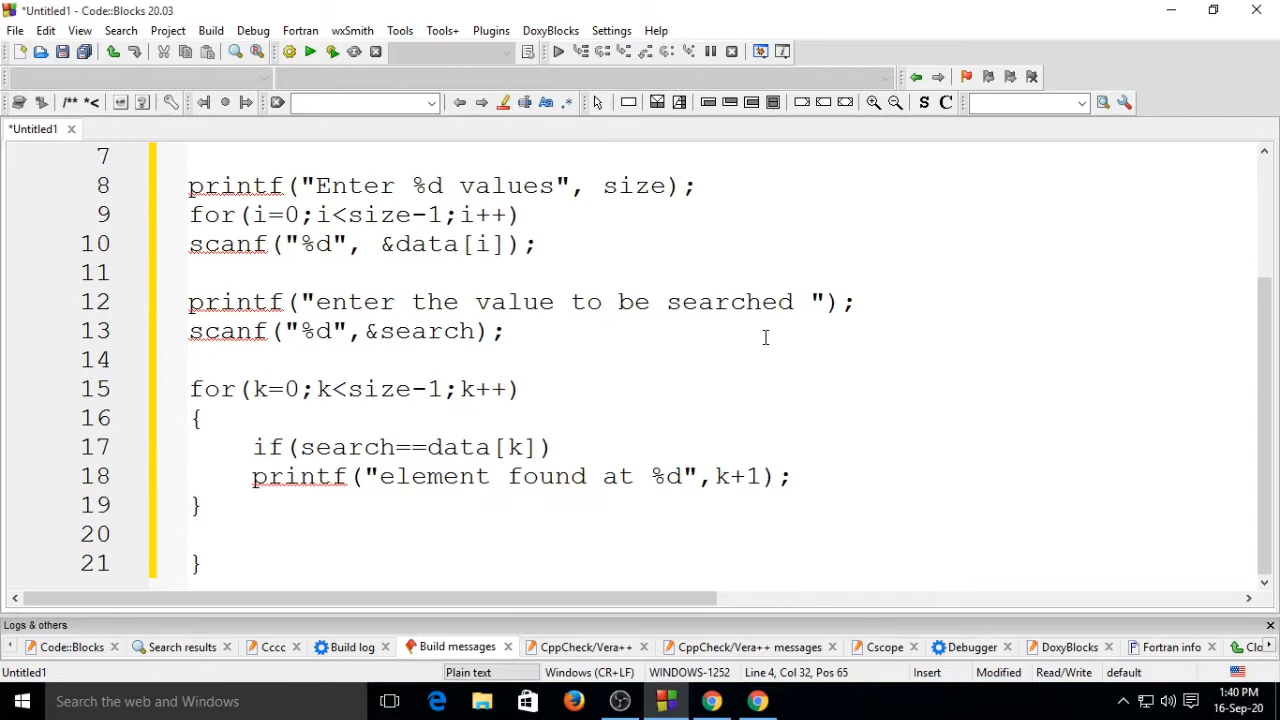 *Untitled1 - Code::Blocks 20.03
File Edit View Search Project Build Debug Fortran wxSmith Tools Tools+ Plugins DoxyBlocks Settings Help
/** *<
S C
*Untitled1
7
8 printf("Enter %d values", size);
9 for(i=0;i<size-1;i++)
10 scanf("%d", &data[i]);
11
12 printf("enter the value to be searched ");
13 scanf("%d",&search);
14
15 for(k=0;k<size-1;k++)
16 {
17 if(search==data[k])
18 printf("element found at %d",k+1);
19 }
20
21 }
Logs & others
Code::Blocks Search results Cccc Build log Build messages CppCheck/Vera++ CppCheck/Vera++ messages Cscope Debugger DoxyBlocks Fortran info Clo
Untitled1 Plain text Windows (CR+LF) WINDOWS-1252 Line 4, Col 32, Pos 65 Insert Modified Read/Write default
Search the web and Windows
1:40 PM
16-Sep-20